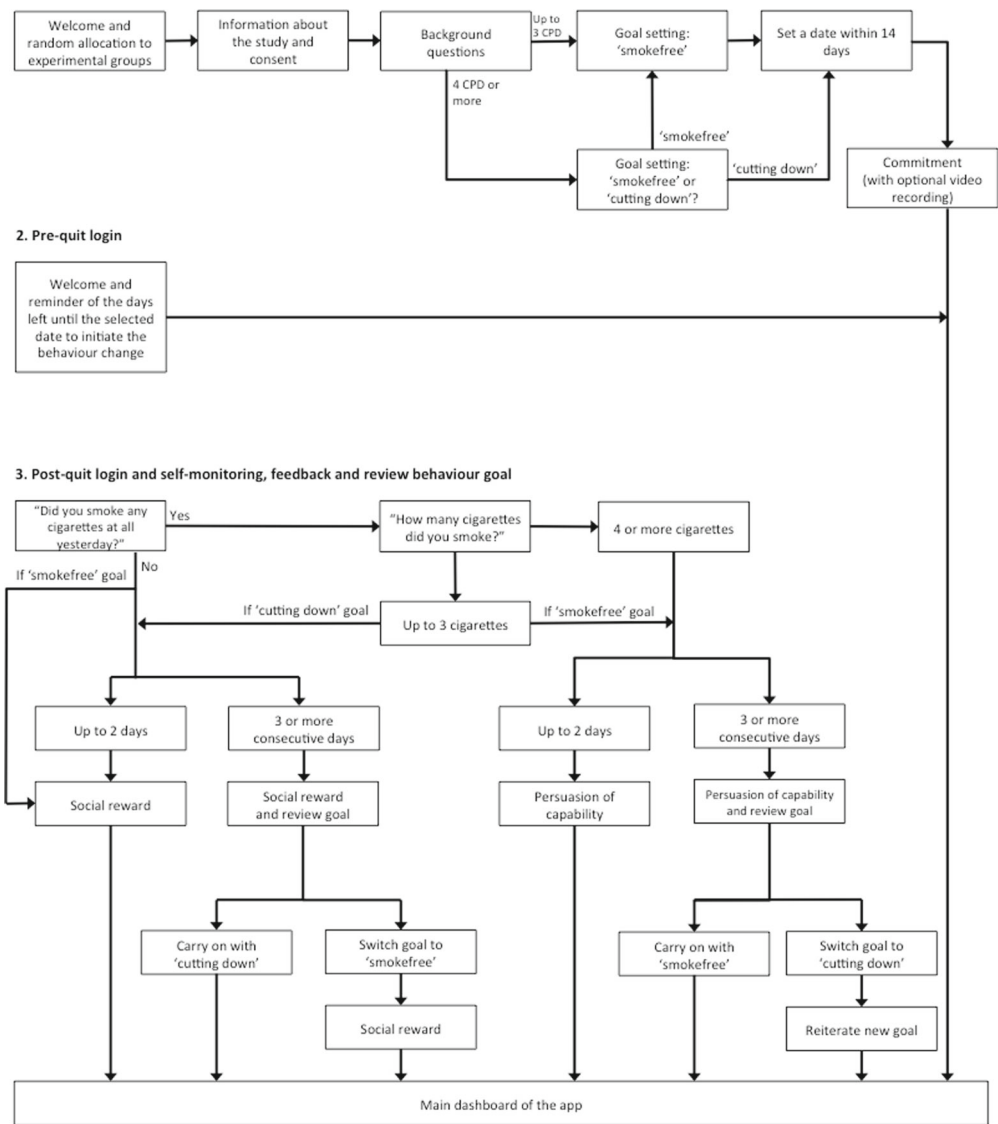 Welcome and
random allocation to
experimental groups
Information about
the study and
consent
Background
questions
Up to
3 CPD
Goal setting:
‘smokefree’
Set a date within 14
days
4 CPD or
more
‘smokefree’
Goal setting:
‘smokefree’ or
‘cutting down’?
‘cutting down’
Commitment
(with optional video
recording)
2. Pre-quit login
Welcome and
reminder of the days
left until the selected
date to initiate the
behaviour change
3. Post-quit login and self-monitoring, feedback and review behaviour goal
“Did you smoke any
cigarettes at all
yesterday?”
Yes
“How many cigarettes
did you smoke?”
4 or more cigarettes
No
If ‘smokefree’ goal
If ‘cutting down’ goal
Up to 3 cigarettes
If ‘smokefree’ goal
Up to 2 days
3 or more
consecutive days
Up to 2 days
3 or more
consecutive days
Social reward
Social reward
and review goal
Persuasion of
capability
Persuasion of capability
and review goal
Carry on with
‘cutting down’
Switch goal to
‘smokefree’
Carry on with
‘smokefree’
Switch goal to
‘cutting down’
Social reward
Reiterate new goal
Main dashboard of the app